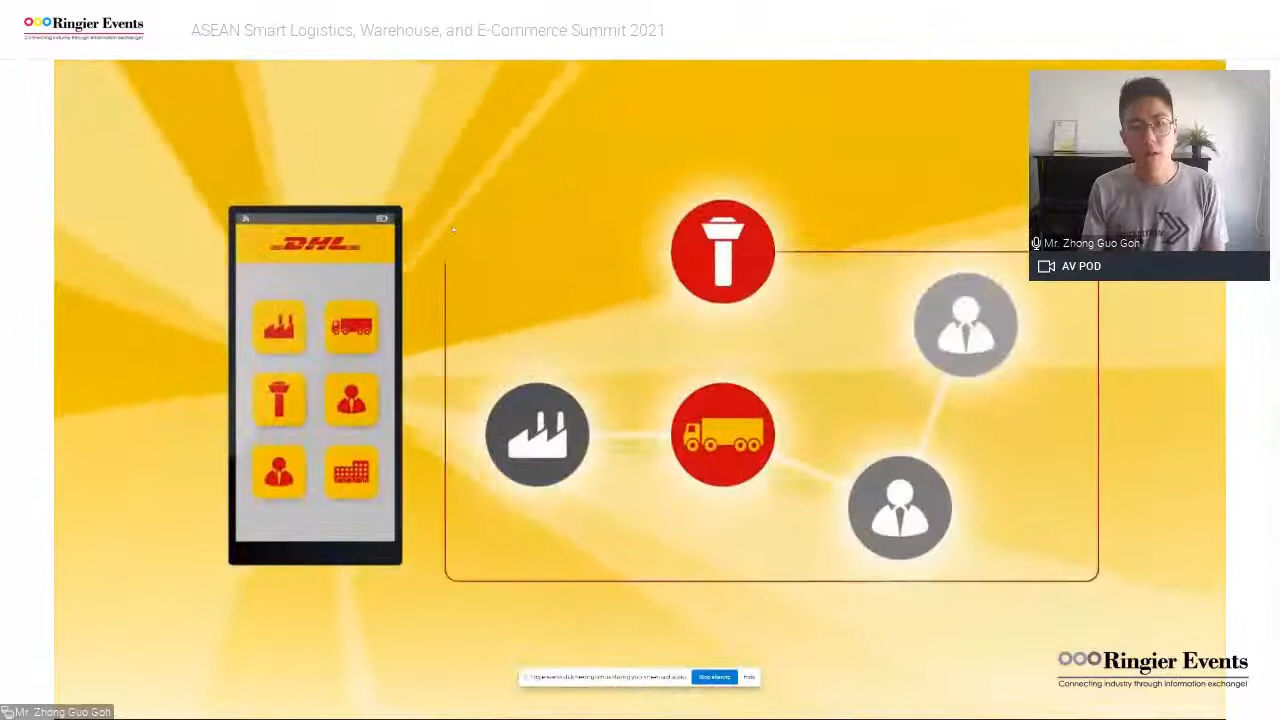 Ringier Events
Connecting industry through information exchange!
ASEAN Smart Logistics, Warehouse, and E-Commerce Summit 2021
DHL
Mr. Zhong Guo Goh
AV POD
Stop sharing
Hide
Ringier Events
Connecting industry through information exchange!
Mr. Zhong Guo Goh